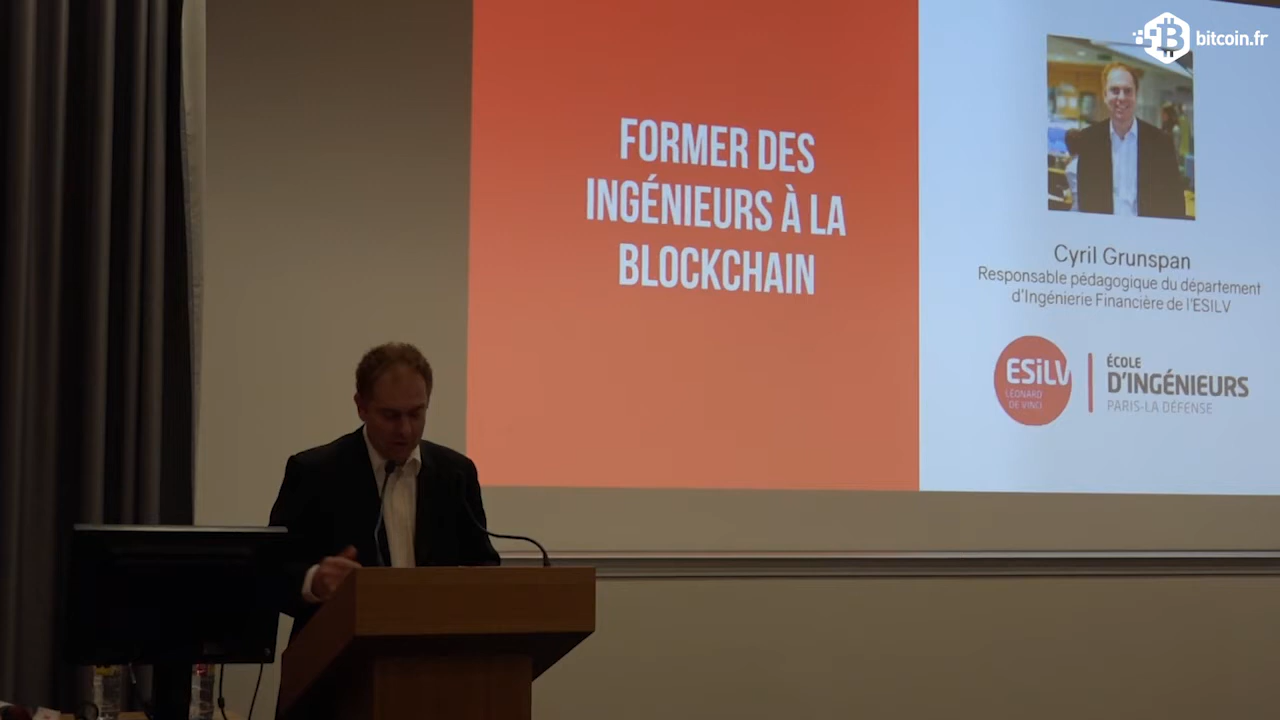 bitcoin.fr
FORMER DES
INGÉNIEURS À LA
BLOCKCHAIN
Cyril Grunspan
Responsable pédagogique du département
d'Ingénierie Financière de l'ESILV
ESILV
LÉONARD
DE VINCI
ÉCOLE
D'INGÉNIEURS
PARIS-LA DÉFENSE